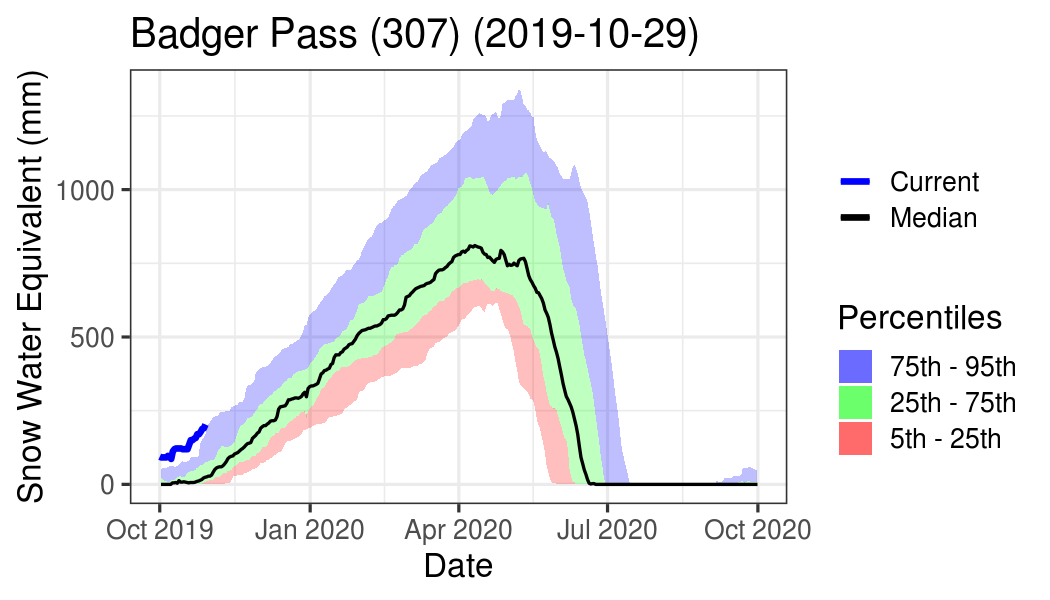 Badger Pass (307) (2019-10-29)
Snow Water Equivalent (mm)
1000
500
0
Oct 2019 Jan 2020 Apr 2020 Jul 2020 Oct 2020
Date
Current
Median
Percentiles
75th - 95th
25th - 75th
5th - 25th